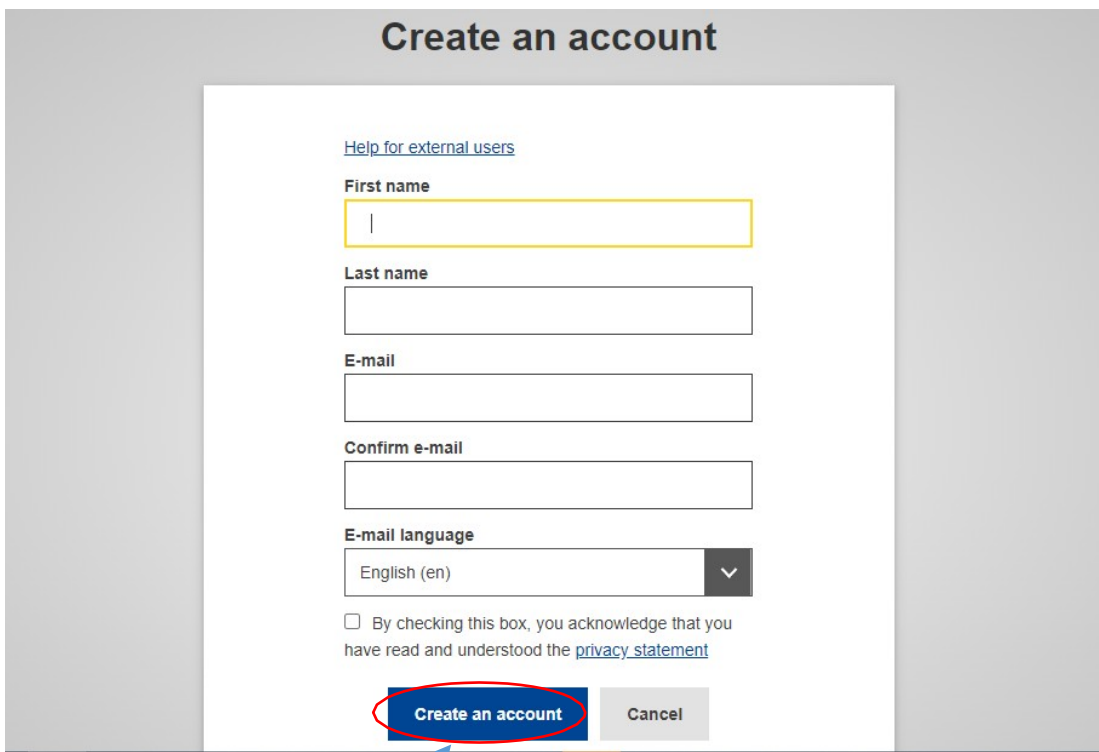 Create an account
Help for external users
First name
Last name
E-mail
Confirm e-mail
E-mail language
English (en)
By checking this box, you acknowledge that you
have read and understood the privacy statement
Create an account
Cancel